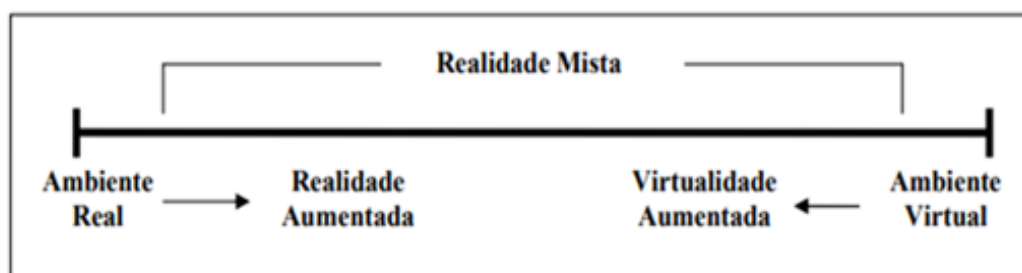 Realidade Mista
Ambiente
Real
Realidade
Aumentada
Virtualidade
Aumentada
Ambiente
Virtual